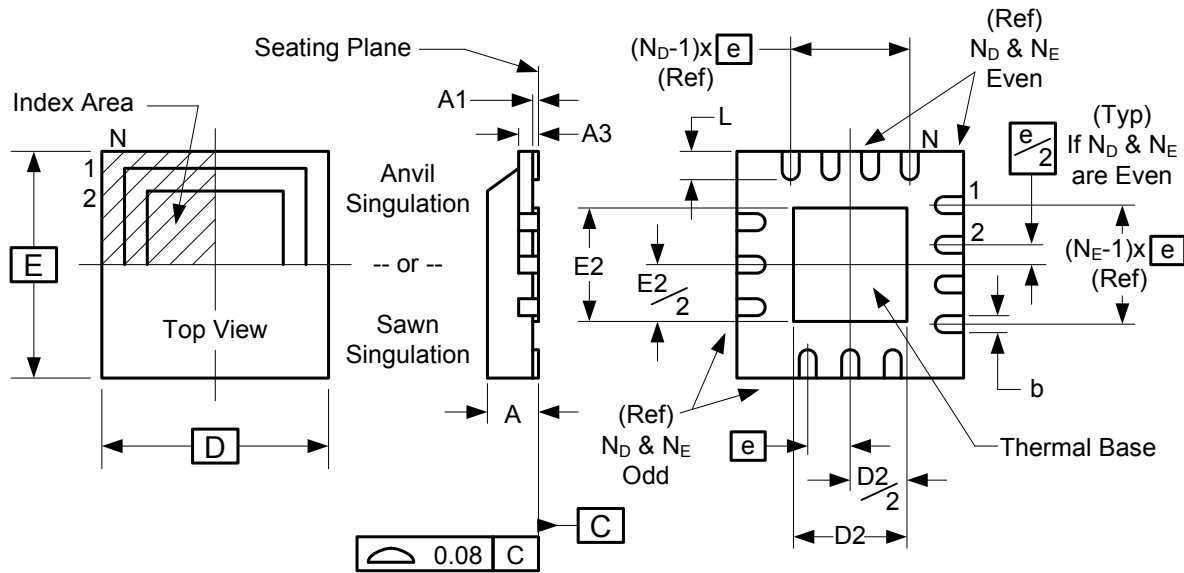 Seating Plane
Index Area
N
1
2
E
Top View
D
A1
A3
Anvil
Singulation
-- or --
Sawn
Singulation
A
0.08 C
C
(N_D-1)x e
(Ref)
(Ref)
N_D & N_E
Even
L
N
e/2
(Typ)
If N_D & N_E
are Even
1
2
(N_E-1)x e
(Ref)
E2
E2/2
b
(Ref)
N_D & N_E
Odd
e
Thermal Base
D2/2
D2